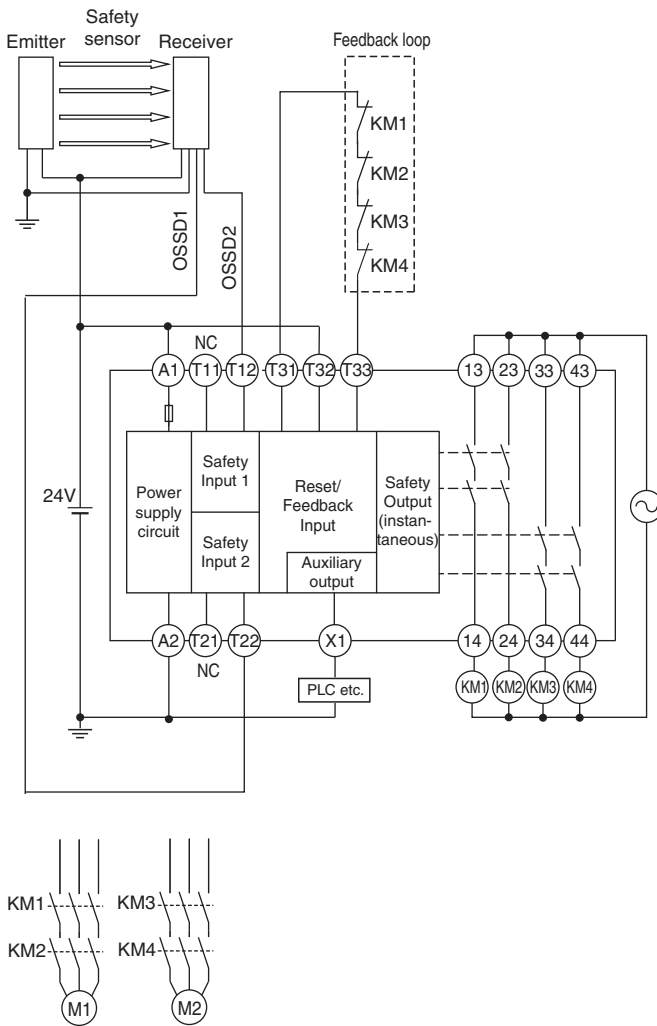 Safety
sensor
Emitter
Receiver
Feedback loop
KM1
KM2
KM3
KM4
OSSD1
OSSD2
NC
A1
T11
T12
T31
T32
T33
13
23
33
43
24V
Power
supply
circuit
Safety
Input 1
Safety
Input 2
Reset/
Feedback
Input
Auxiliary
output
Safety
Output
(instan-
taneous)
A2
T21
T22
X1
14
24
34
44
NC
PLC etc.
KM1
KM2
KM3
KM4
KM1
KM2
M1
KM3
KM4
M2